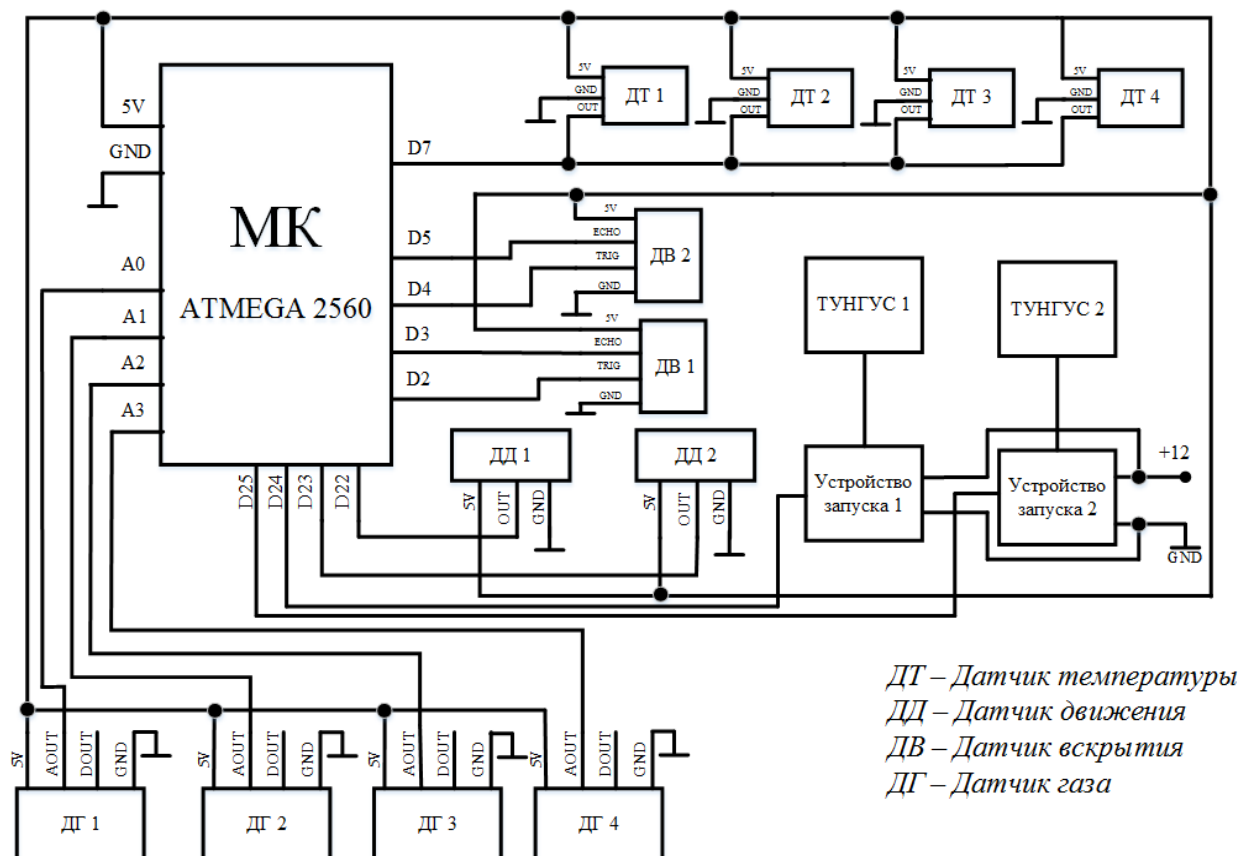 5V
GND
OUT
ДТ 1
5V
GND
OUT
ДТ 2
5V
GND
OUT
ДТ 3
5V
GND
OUT
ДТ 4
5V
GND
МК
ATMEGA 2560
A0
A1
A2
A3
D7
D5
D4
D3
D2
D25
D24
D23
D22
5V
ECHO
TRIG
GND
ДВ 2
5V
ECHO
TRIG
GND
ДВ 1
ДД 1
5V
OUT
GND
ДД 2
5V
OUT
GND
ТУНГУС 1
ТУНГУС 2
Устройство
запуска 1
Устройство
запуска 2
+12
GND
5V
AOUT
DOUT
GND
ДГ 1
5V
AOUT
DOUT
GND
ДГ 2
5V
AOUT
DOUT
GND
ДГ 3
5V
AOUT
DOUT
GND
ДГ 4
ДТ – Датчик температуры
ДД – Датчик движения
ДВ – Датчик вскрытия
ДГ – Датчик газа